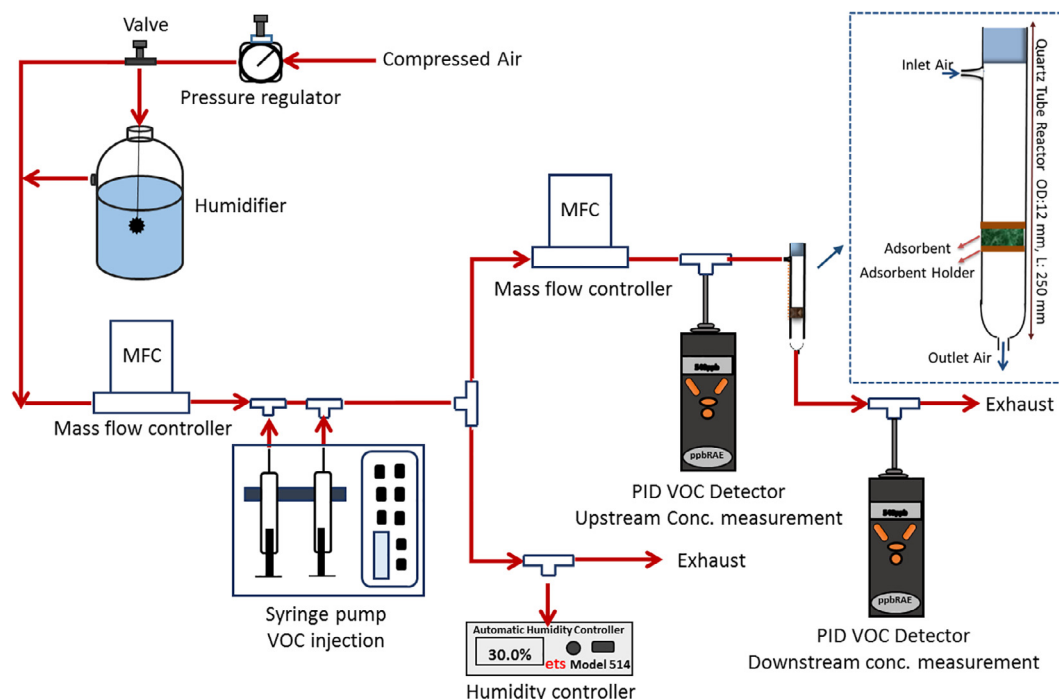 Valve
Compressed Air
Pressure regulator
Humidifier
MFC
Mass flow controller
MFC
Mass flow controller
Syringe pump
VOC injection
540ppb
ppbRAE
PID VOC Detector
Upstream Conc. measurement
Exhaust
Automatic Humidity Controller
30.0%
ets Model 514
Humidity controller
Inlet Air
Adsorbent
Adsorbent Holder
Outlet Air
Quartz Tube Reactor OD:12 mm, L: 250 mm
Exhaust
540ppb
ppbRAE
PID VOC Detector
Downstream conc. measurement